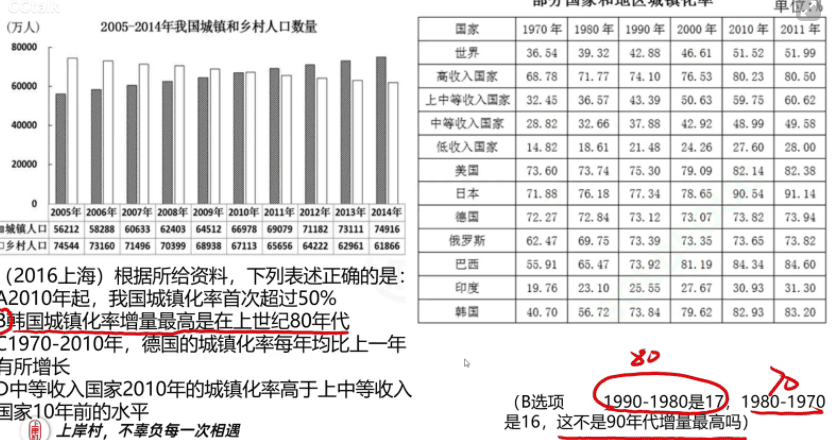 CCtalk
(万人)
2005-2014年我国城镇和乡村人口数量
80000
60000
40000
20000
0
2005年 2006年 2007年 2008年 2009年 2010年 2011年 2012年 2013年 2014年
城镇人口 56212 58288 60633 62403 64512 66978 69079 71182 73111 74916
乡村人口 74544 73160 71496 70399 68938 67113 65656 64222 62961 61866
部分国家和地区城镇化率
单位
国家 1970年 1980年 1990年 2000年 2010年 2011年
世界 36.54 39.32 42.88 46.61 51.52 51.99
高收入国家 68.78 71.77 74.10 76.53 80.23 80.50
上中等收入国家 32.45 36.57 43.39 50.63 59.75 60.62
中等收入国家 28.82 32.66 37.88 42.92 48.99 49.58
低收入国家 14.82 18.61 21.48 24.26 27.60 28.00
美国 73.60 73.74 75.30 79.09 82.14 82.38
日本 71.88 76.18 77.34 78.65 90.54 91.14
德国 72.27 72.84 73.12 73.07 73.82 73.94
俄罗斯 62.47 69.75 73.39 73.35 73.65 73.82
巴西 55.91 65.47 73.92 81.19 84.34 84.60
印度 19.76 23.10 25.55 27.67 30.93 31.30
韩国 40.70 56.72 73.84 79.62 82.93 83.20
（2016上海）根据所给资料，下列表述正确的是：
A2010年起，我国城镇化率首次超过50%
B韩国城镇化率增量最高是在上世纪80年代
C1970-2010年，德国的城镇化率每年均比上一年
有所增长
D中等收入国家2010年的城镇化率高于上中等收入
国家10年前的水平
80
70
(B选项 1990-1980是17，1980-1970
是16，这不是90年代增量最高吗)
上岸村，不辜负每一次相遇